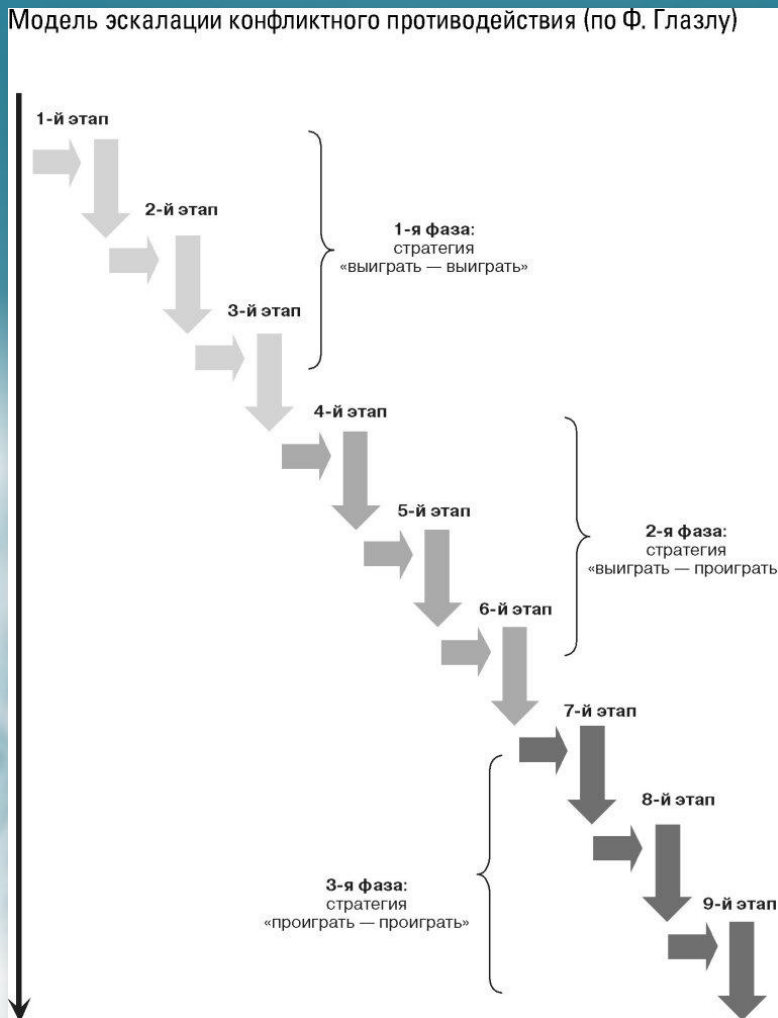 Модель эскалации конфликтного противодействия (по Ф. Глазлу)
1-й этап
2-й этап
3-й этап
1-я фаза:
стратегия
«выиграть — выиграть»
4-й этап
5-й этап
6-й этап
2-я фаза:
стратегия
«выиграть — проиграть
7-й этап
8-й этап
9-й этап
3-я фаза:
стратегия
«проиграть — проиграть»